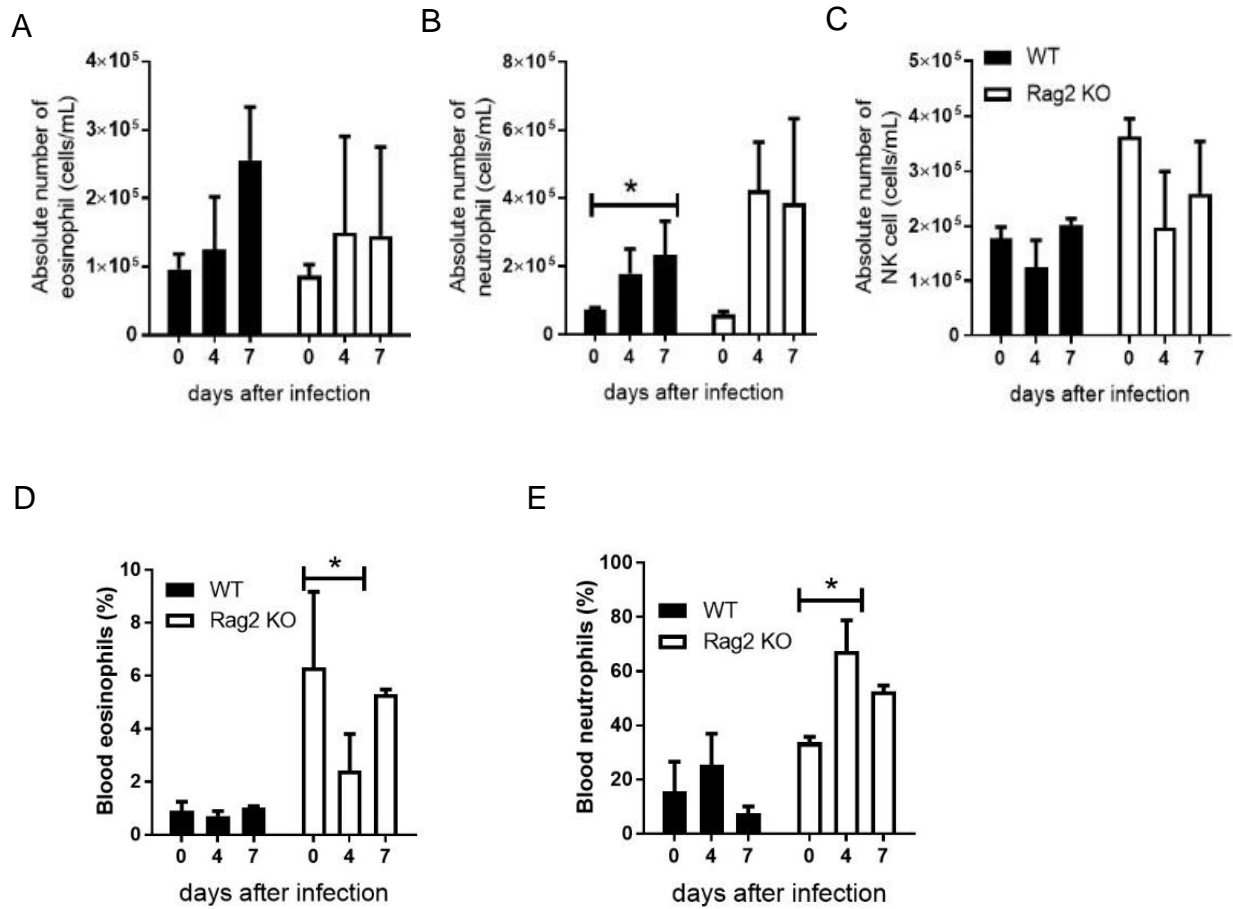 A
Absolute number of
eosinophil (cells/mL)
4×10⁵
3×10⁵
2×10⁵
1×10⁵
0
0 4 7 0 4 7
days after infection
B
Absolute number of
neutrophil (cells/mL)
8×10⁵
6×10⁵
4×10⁵
2×10⁵
0
*
0 4 7 0 4 7
days after infection
C
Absolute number of
NK cell (cells/mL)
5×10⁵
4×10⁵
3×10⁵
2×10⁵
1×10⁵
0
WT
Rag2 KO
0 4 7 0 4 7
days after infection
D
Blood eosinophils (%)
10
8
6
4
2
0
WT
Rag2 KO
*
0 4 7 0 4 7
days after infection
E
Blood neutrophils (%)
100
80
60
40
20
0
WT
Rag2 KO
*
0 4 7 0 4 7
days after infection